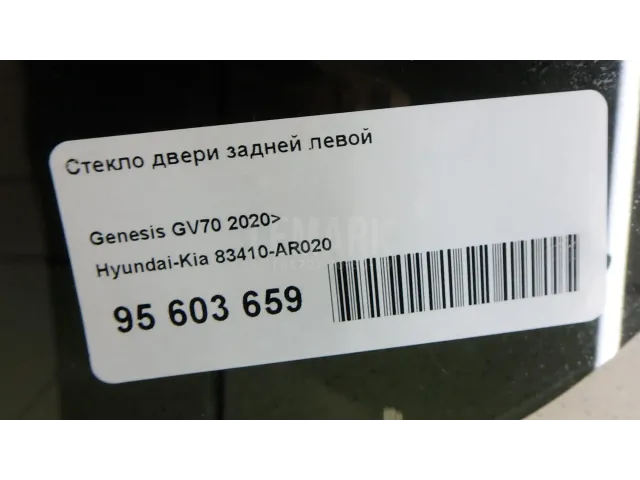 Стекло двери задней левой
Genesis GV70 2020>
Hyundai-Kia 83410-AR020
95 603 659